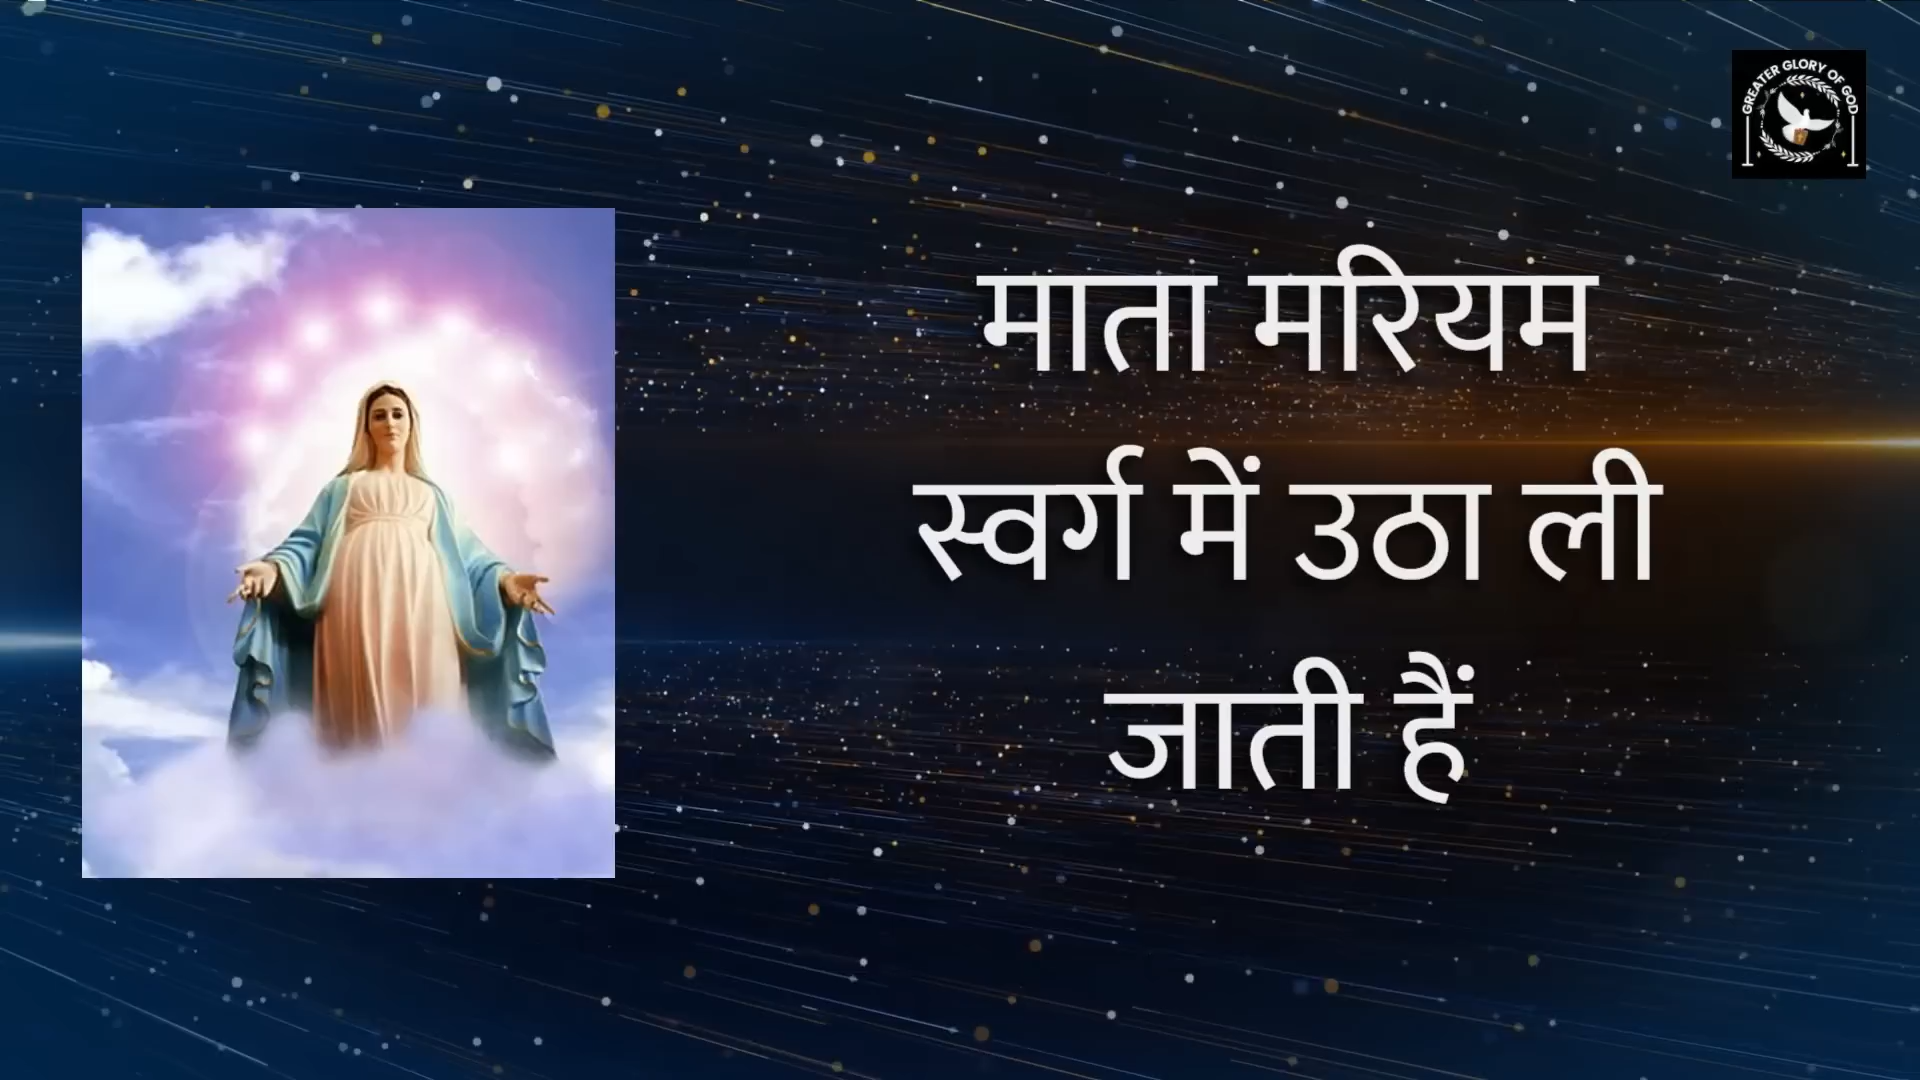 GREATER GLORY OF GOD
माता मरियम
स्वर्ग में उठा ली
जाती हैं